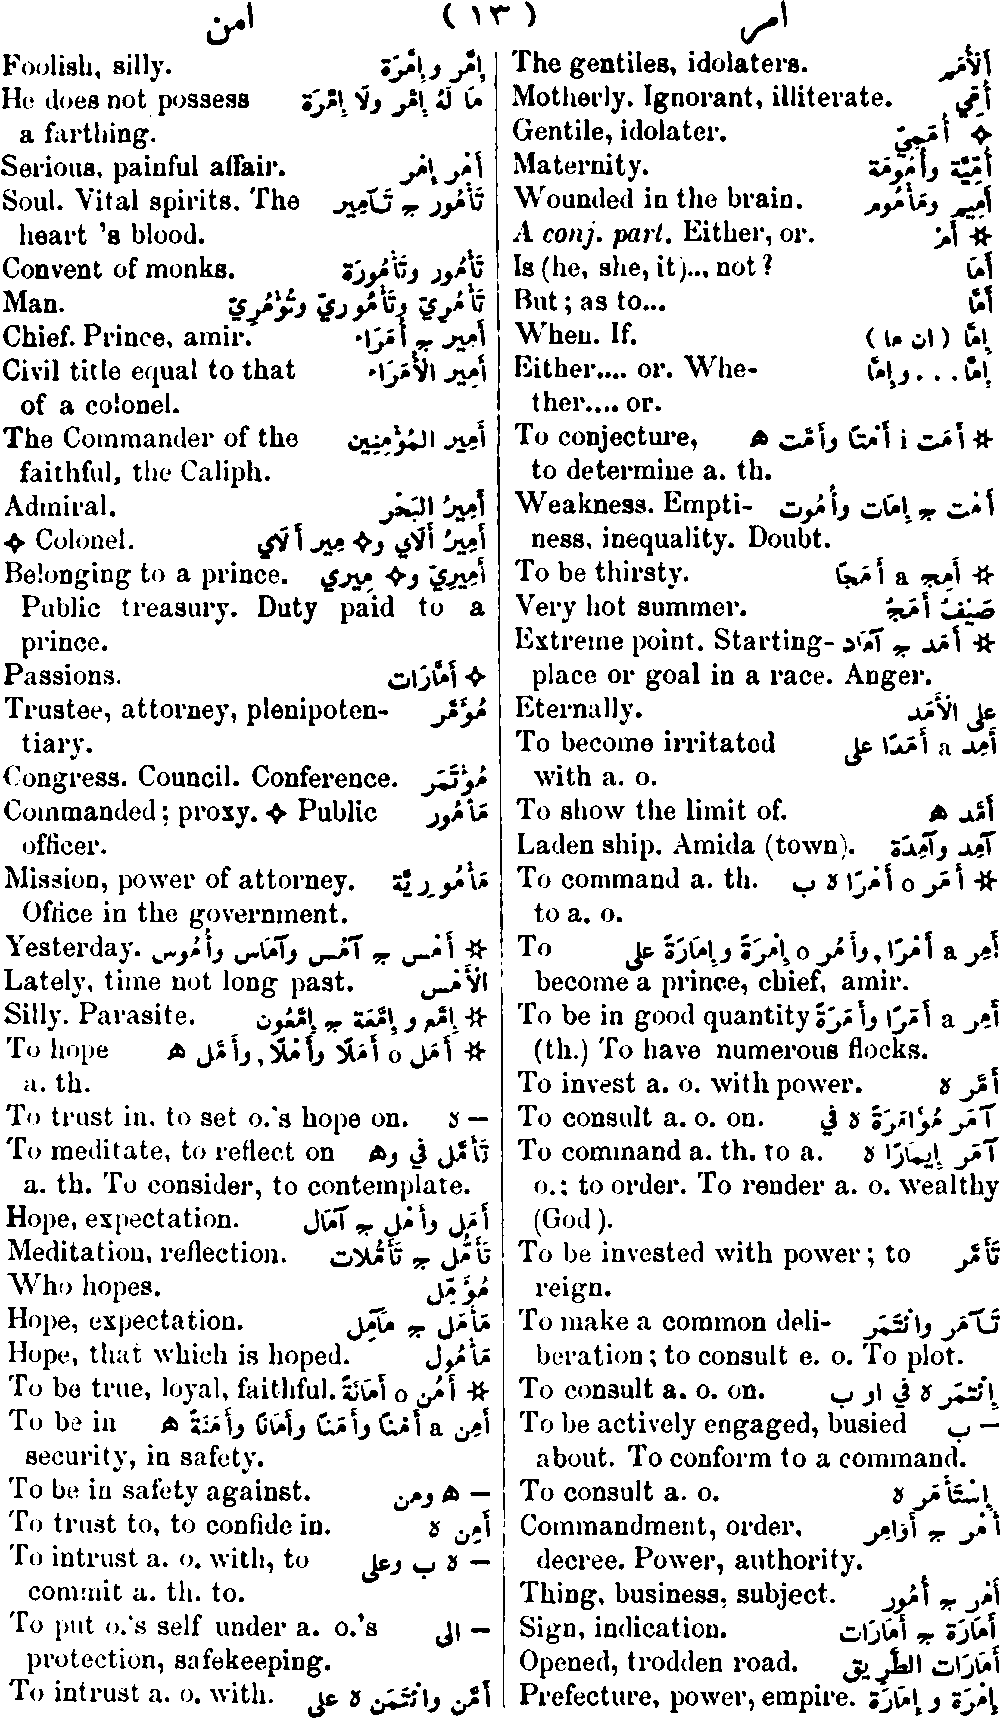 امر ( ١٣ ) امن
The gentiles, idolaters. أَلْأُمَم
Motherly. Ignorant, illiterate. أُمِّي
Gentile, idolater. ✧ أُمَمِيّ
Maternity. أُمِّيَّة وأُمُومَة
Wounded in the brain. أَمِيم ومَأْمُوم
A conj. part. Either, or. ✲ أَمْ
Is (he, she, it)... not? أَمَا
But; as to... أَمَّا
When. If. إِمَّا (ان ما)
Either.... or. Whe- إِمَّا...وإِمَّا
ther.... or.
To conjecture, ✲ أَمَت i أَمْتًا وأَمَّت ه
to determine a. th.
Weakness. Empti- أَمْت ج إِمَات وأُمُوت
ness, inequality. Doubt.
To be thirsty. ✲ أَمِج a أَمَجًا
Very hot summer. صَيْفٌ أَمَجٌ
Extreme point. Starting- ✲ أَمَد ج آمَاد
place or goal in a race. Anger.
Eternally. على الأَمَد
To become irritated أَمِد a أَمَدًا على
with a. o.
To show the limit of. أَمَّد ه
Laden ship. Amida (town). آمِد وآمِدَة
To command a. th. ✲ أَمَر o أَمْرًا ه ب
to a. o.
To أَمِر a أَمْرًا, وأَمُر o إِمْرَةً وإِمَارَةً على
become a prince, chief, amir.
To be in good quantity أَمِر a أَمَرًا وأَمَرَةً
(th.) To have numerous flocks.
To invest a. o. with power. أَمَّر ه
To consult a. o. on. آمَر مُؤَامَرَةً ه في
To command a. th. to a. آمَر إِيمَارًا ه
o.: to order. To render a. o. wealthy
(God).
To be invested with power; to تَأَمَّر
reign.
To make a common deli- تَآمَر وائْتَمَر
beration; to consult e. o. To plot.
To consult a. o. on. إِئْتَمَر ه في او ب
To be actively engaged, busied — ب
about. To conform to a command.
To consult a. o. إِسْتَأْمَر ه
Commandment, order, أَمْر ج أَوَامِر
decree. Power, authority.
Thing, business, subject. أَمْر ج أُمُور
Sign, indication. أَمَارَة ج أَمَارَات
Opened, trodden road. أَمَارَات الطَّرِيق
Prefecture, power, empire. إِمْرَة و إِمَارَة
Foolish, silly. إِمَّر وإِمَّرَة
He does not possess مَا لَهُ إِمَّر ولَا إِمَّرَة
a farthing.
Serious, painful affair. أَمْر إِمْر
Soul. Vital spirits. The تَأْمُور ج تَآمِير
heart 's blood.
Convent of monks. تَأْمُور وتَأْمُورَة
Man. تَأْمُرِيّ وتَأْمُورِيّ وتُؤْمُرِيّ
Chief. Prince, amir. أَمِير ج أُمَرَاء
Civil title equal to that أَمِير الأُمَرَاء
of a colonel.
The Commander of the أَمِير المُؤْمِنِين
faithful, the Caliph.
Admiral. أَمِيرُ البَحْر
✧ Colonel. أَمِيرُ أَلَاي و✧ مِير أَلَاي
Belonging to a prince. أَمِيرِيّ و✧ مِيرِي
Public treasury. Duty paid to a
prince.
Passions. ✧ أَمَّارَات
Trustee, attorney, plenipoten- مُؤَمَّر
tiary.
Congress. Council. Conference. مُؤْتَمَر
Commanded; proxy. ✧ Public مَأْمُور
officer.
Mission, power of attorney. مَأْمُورِيَّة
Office in the government.
Yesterday. ✲ أَمْس ج آمُس وآمَاس وأُمُوس
Lately, time not long past. الأَمْس
Silly. Parasite. ✲ إِمَّع و إِمَّعَة ج إِمَّعُون
To hope ✲ أَمَل o أَمَلًا وأَمْلًا, وأَمَّل ه
a. th.
To trust in. to set o.'s hope on. — ه
To meditate, to reflect on تَأَمَّل في وه
a. th. To consider, to contemplate.
Hope, expectation. أَمَل وأَمْل ج آمَال
Meditation, reflection. تَأَمُّل ج تَأَمُّلَات
Who hopes. مُؤَمِّل
Hope, expectation. مَأْمَل ج مَآمِل
Hope, that which is hoped. مَأْمُول
To be true, loyal, faithful. ✲ أَمُن o أَمَانَةً
To be in أَمِن a أَمْنًا وأَمَنًا وأَمَانًا وأَمَنَةً ه
security, in safety.
To be in safety against. — ه ومن
To trust to, to confide in. أَمِن ه
To intrust a. o. with, to — ه ب وعلى
commit a. th. to.
To put o.'s self under a. o.'s — الى
protection, safekeeping.
To intrust a. o. with. أَمَّن وائْتَمَن ه على